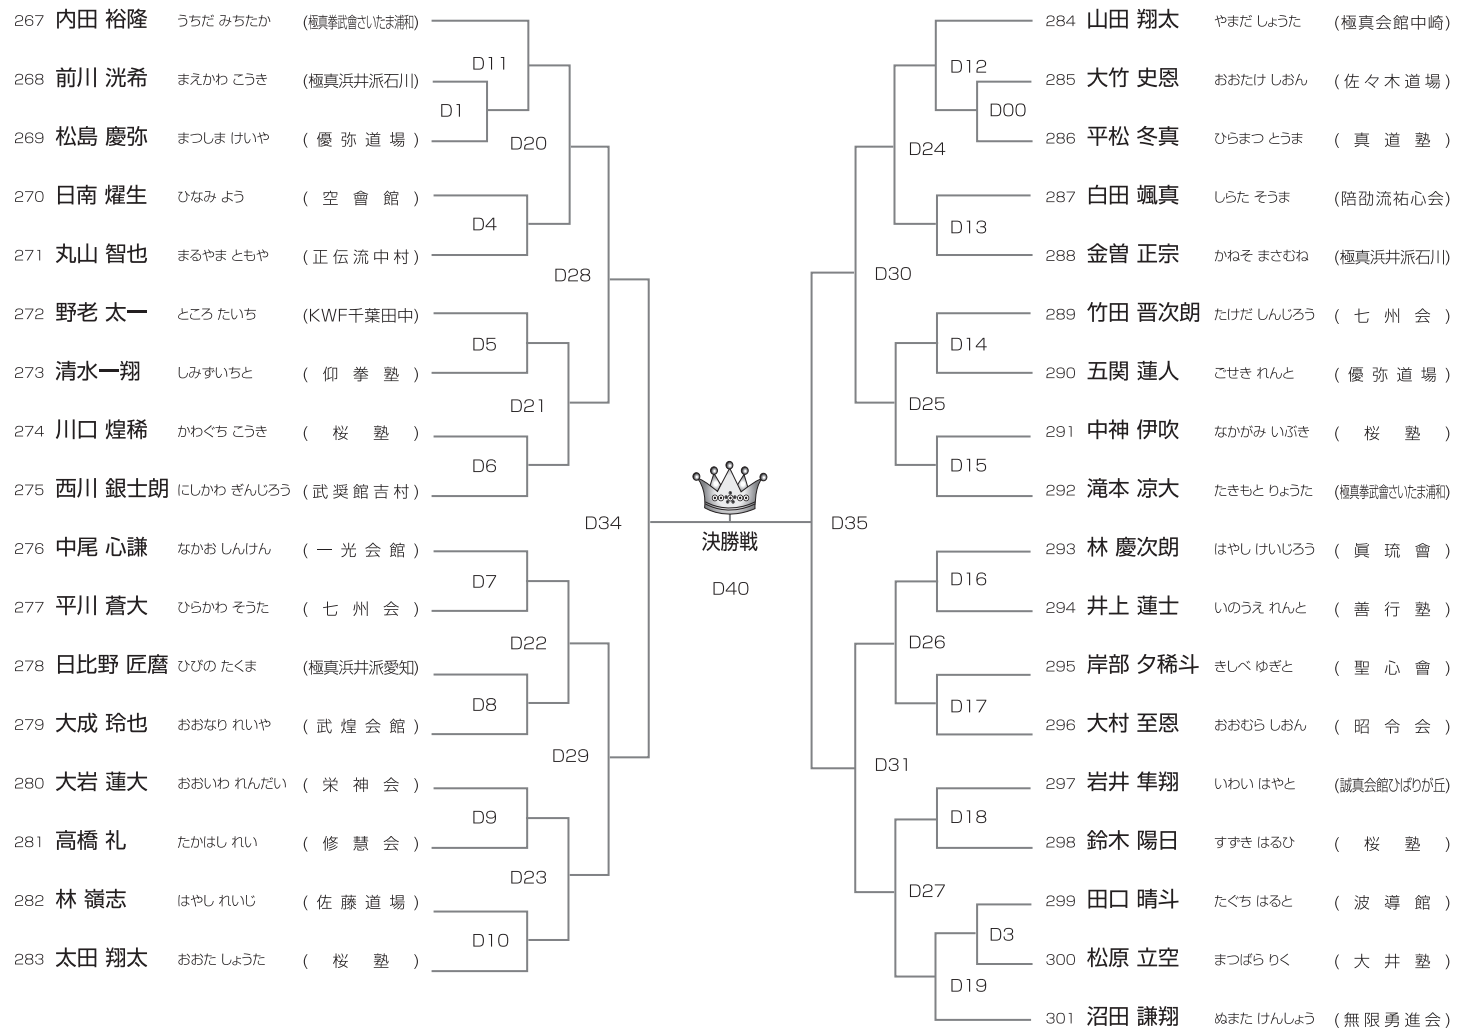 267 内田 裕隆 うちだ みちたか (極真拳武會さいたま浦和)
268 前川 洸希 まえかわ こうき (極真浜井派石川)
269 松島 慶弥 まつしま けいや (優弥道場)
270 日南 燿生 ひなみ よう (空會館)
271 丸山 智也 まるやま ともや (正伝流中村)
272 野老 太一 ところ たいち (KWF千葉田中)
273 清水一翔 しみずいちと (仰拳塾)
274 川口 煌稀 かわぐち こうき (桜塾)
275 西川 銀士朗 にしかわ ぎんじろう (武奨館吉村)
276 中尾 心謙 なかお しんけん (一光会館)
277 平川 蒼大 ひらかわ そうた (七州会)
278 日比野 匠麿 ひびの たくま (極真浜井派愛知)
279 大成 玲也 おおなり れいや (武煌会館)
280 大岩 蓮大 おおいわ れんだい (栄神会)
281 高橋 礼 たかはし れい (修慧会)
282 林 嶺志 はやし れいじ (佐藤道場)
283 太田 翔太 おおた しょうた (桜塾)
D11
D1
D20
D4
D28
D5
D21
D6
D34
D7
D22
D8
D29
D9
D23
D10
決勝戦
D40
D12
D00
D24
D13
D30
D14
D25
D15
D35
D16
D26
D17
D31
D18
D27
D3
D19
284 山田 翔太 やまだ しょうた (極真会館中崎)
285 大竹 史恩 おおたけ しおん (佐々木道場)
286 平松 冬真 ひらまつ とうま (真道塾)
287 白田 颯真 しらた そうま (陪劭流祐心会)
288 金曽 正宗 かねそ まさむね (極真浜井派石川)
289 竹田 晋次朗 たけだ しんじろう (七州会)
290 五関 蓮人 ごせき れんと (優弥道場)
291 中神 伊吹 なかがみ いぶき (桜塾)
292 滝本 凉大 たきもと りょうた (極真拳武會さいたま浦和)
293 林 慶次朗 はやし けいじろう (眞琉會)
294 井上 蓮士 いのうえ れんと (善行塾)
295 岸部 夕稀斗 きしべ ゆぎと (聖心會)
296 大村 至恩 おおむら しおん (昭令会)
297 岩井 隼翔 いわい はやと (誠真会館ひばりが丘)
298 鈴木 陽日 すずき はるひ (桜塾)
299 田口 晴斗 たぐち はると (波導館)
300 松原 立空 まつばら りく (大井塾)
301 沼田 謙翔 ぬまた けんしょう (無限勇進会)